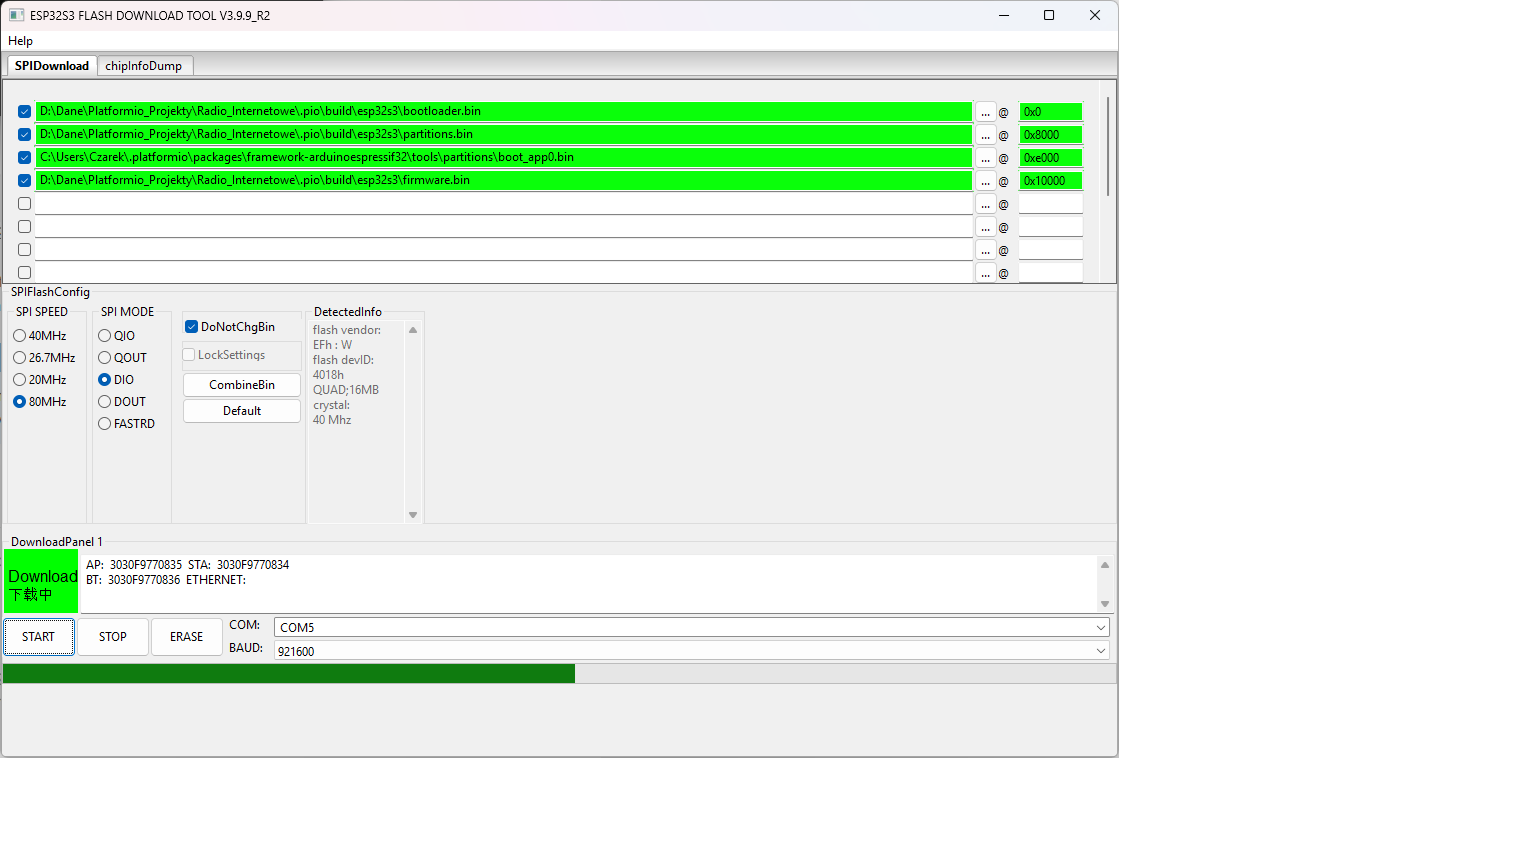 ESP32S3 FLASH DOWNLOAD TOOL V3.9.9_R2
Help
SPIDownload chipInfoDump
D:\Dane\Platformio_Projekty\Radio_Internetowe\.pio\build\esp32s3\bootloader.bin ... @ 0x0
D:\Dane\Platformio_Projekty\Radio_Internetowe\.pio\build\esp32s3\partitions.bin ... @ 0x8000
C:\Users\Czarek\.platformio\packages\framework-arduinoespressif32\tools\partitions\boot_app0.bin ... @ 0xe000
D:\Dane\Platformio_Projekty\Radio_Internetowe\.pio\build\esp32s3\firmware.bin ... @ 0x10000
... @
... @
... @
... @
SPIFlashConfig
SPI SPEED
40MHz
26.7MHz
20MHz
80MHz
SPI MODE
QIO
QOUT
DIO
DOUT
FASTRD
DoNotChgBin
LockSettings
CombineBin
Default
DetectedInfo
flash vendor:
EFh : W
flash devID:
4018h
QUAD;16MB
crystal:
40 Mhz
DownloadPanel 1
Download
下载中
AP: 3030F9770835 STA: 3030F9770834
BT: 3030F9770836 ETHERNET:
START STOP ERASE
COM: COM5
BAUD: 921600